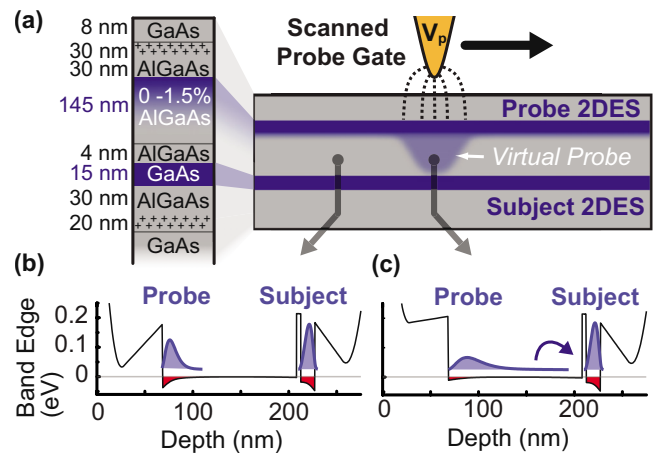 (a)
8 nm
GaAs
30 nm
++++++++
30 nm
AlGaAs
145 nm
0 -1.5%
AlGaAs
4 nm
AlGaAs
15 nm
GaAs
30 nm
AlGaAs
20 nm
++++++++
GaAs
Scanned
Probe Gate
Vp
Probe 2DES
Virtual Probe
Subject 2DES
(b)
Probe
Subject
Band Edge
(eV)
0.2
0.1
0
0
100
200
Depth (nm)
(c)
Probe
Subject
0
100
200
Depth (nm)